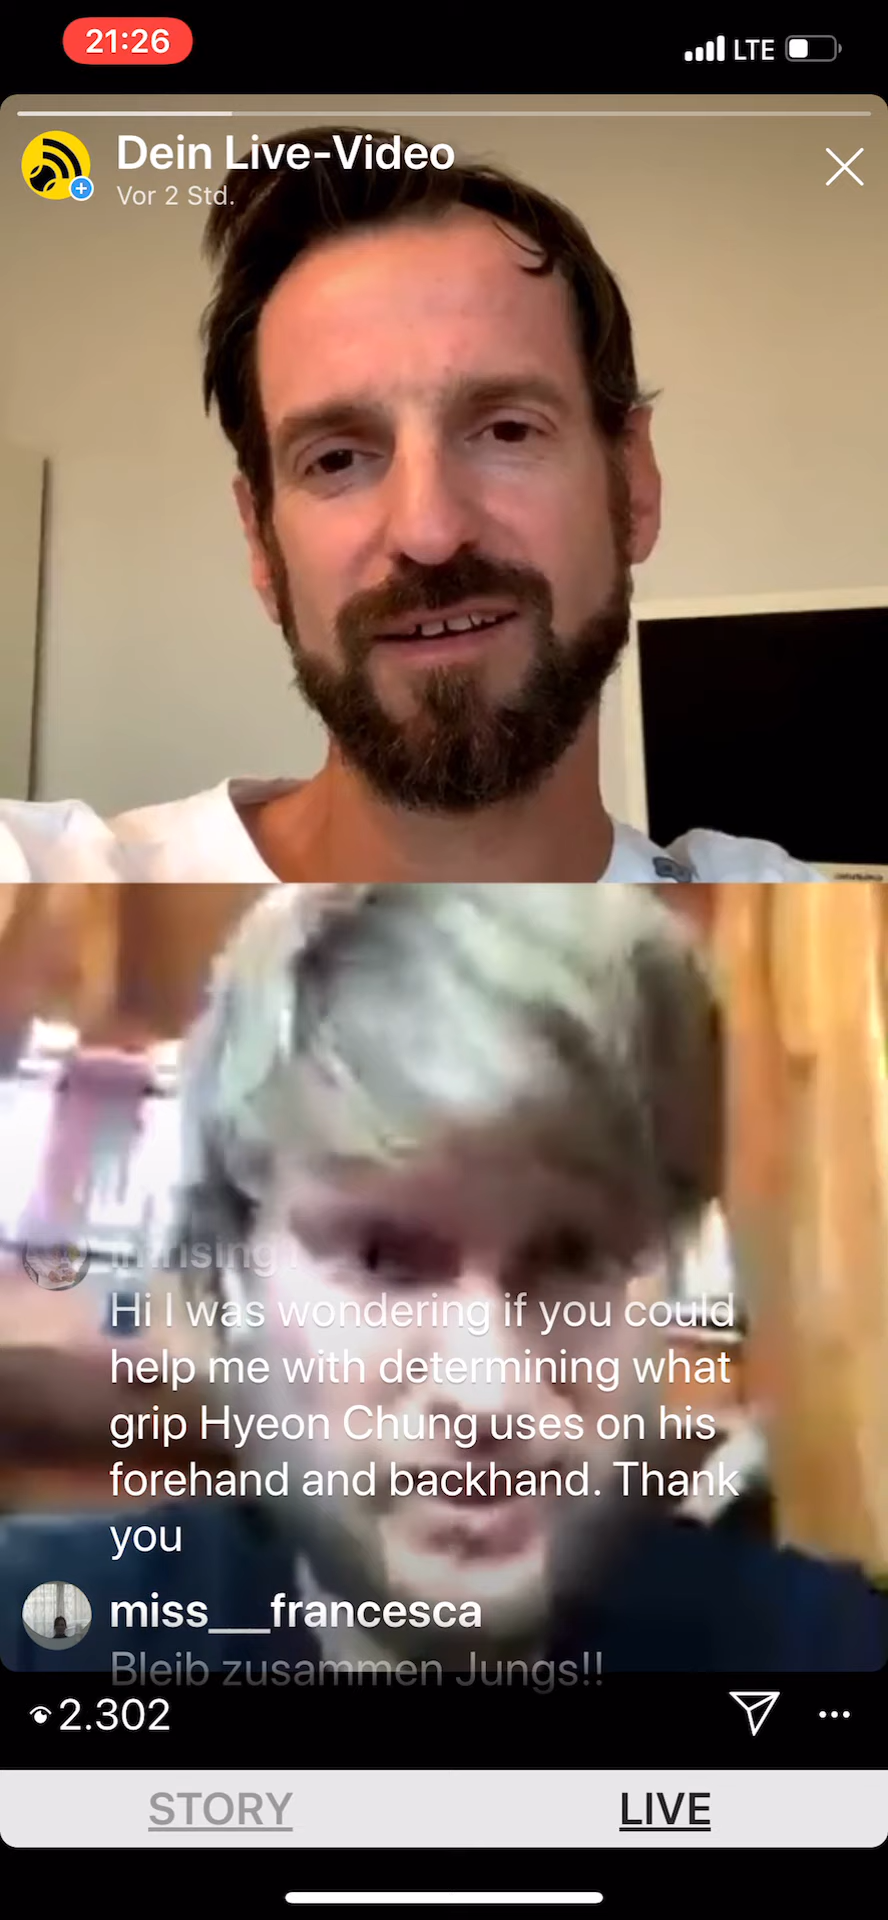 21:26
LTE
Dein Live-Video
Vor 2 Std.
Hi I was wondering if you could
help me with determining what
grip Hyeon Chung uses on his
forehand and backhand. Thank
you
miss___francesca
Bleib zusammen Jungs!!
2.302
STORY
LIVE